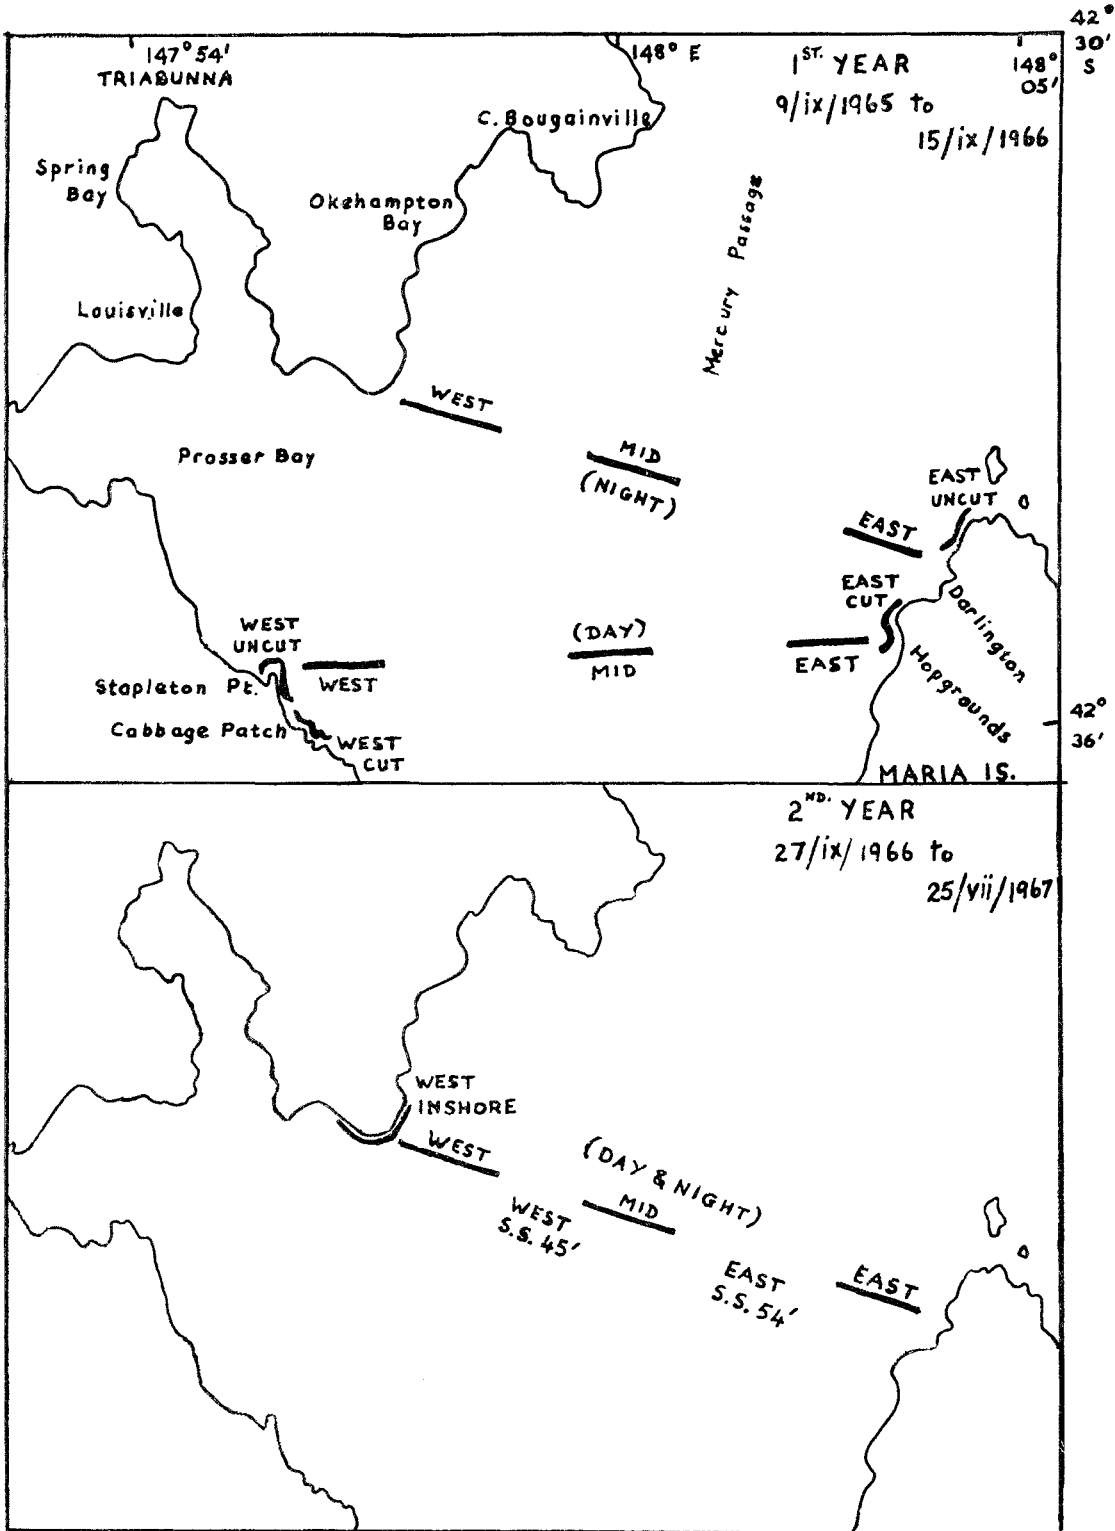 42°
30'
S
147°54'
148° E
148°
05'
TRIABUNNA
1ST. YEAR
9/ix/1965 to
15/ix/1966
C. Bougainville
Spring
Bay
Okehampton
Bay
Mercury Passage
Louisville
WEST
Prosser Bay
MID
(NIGHT)
EAST
UNCUT
EAST
EAST
CUT
Darlington
WEST
UNCUT
(DAY)
MID
EAST
Hopgrounds
Stapleton Pt.
WEST
Cabbage Patch
WEST
CUT
42°
36'
MARIA IS.
2ND. YEAR
27/ix/1966 to
25/vii/1967
WEST
INSHORE
WEST
(DAY & NIGHT)
MID
WEST
S.S. 45'
EAST
S.S. 54'
EAST